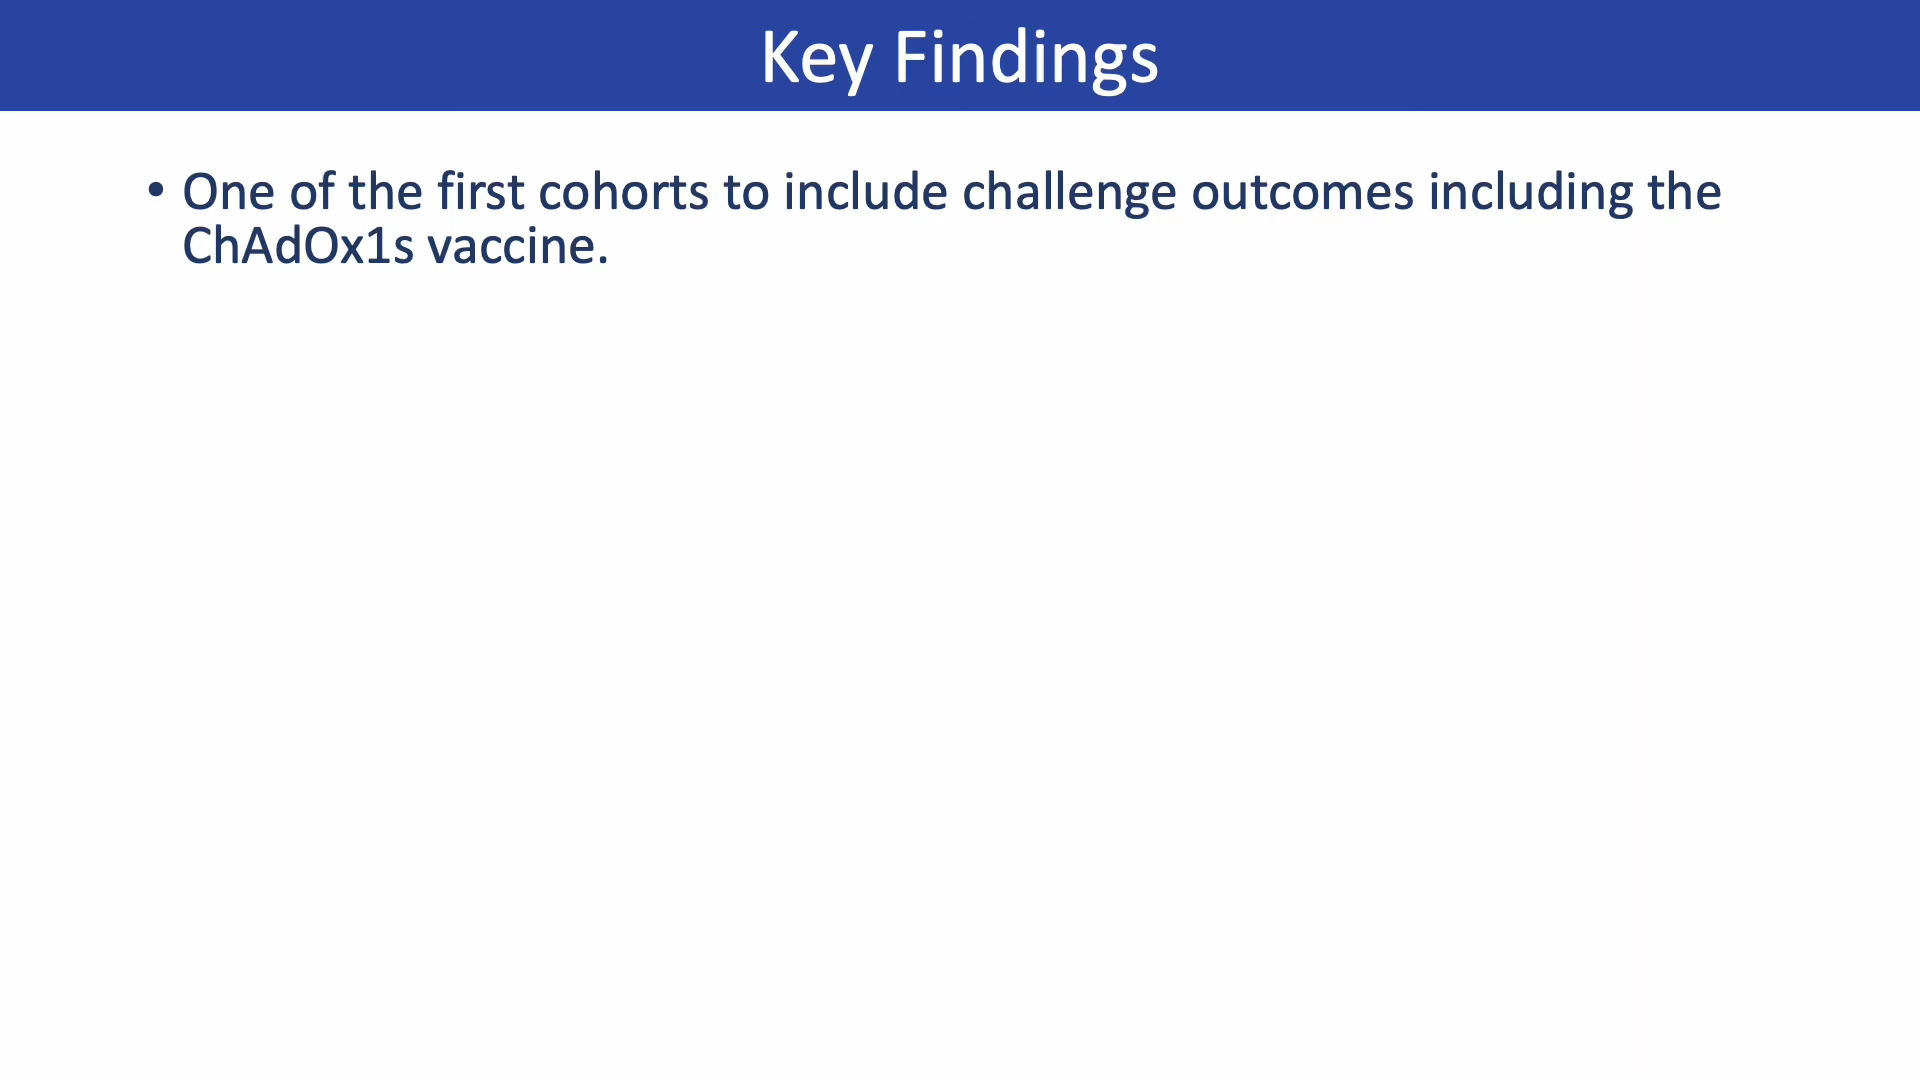 Key Findings
• One of the first cohorts to include challenge outcomes including the
ChAdOx1s vaccine.